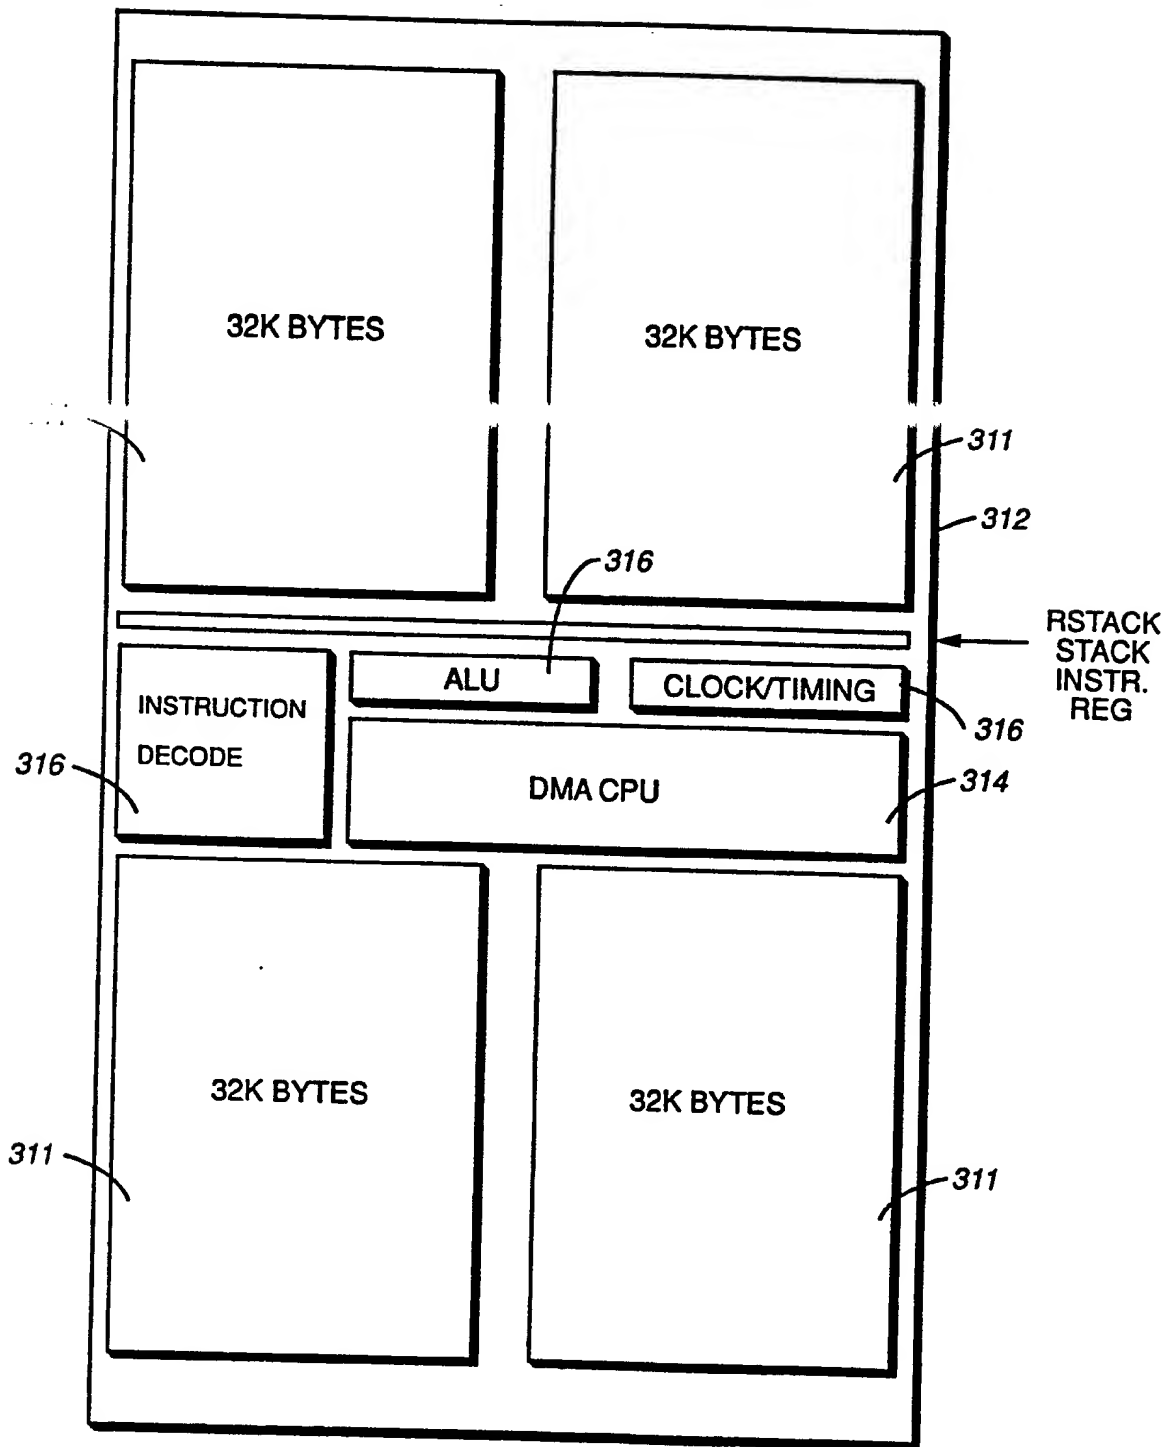 32K BYTES
32K BYTES
311
312
316
RSTACK
STACK
INSTR.
REG
ALU
CLOCK/TIMING
316
INSTRUCTION
DECODE
316
DMA CPU
314
32K BYTES
32K BYTES
311
311